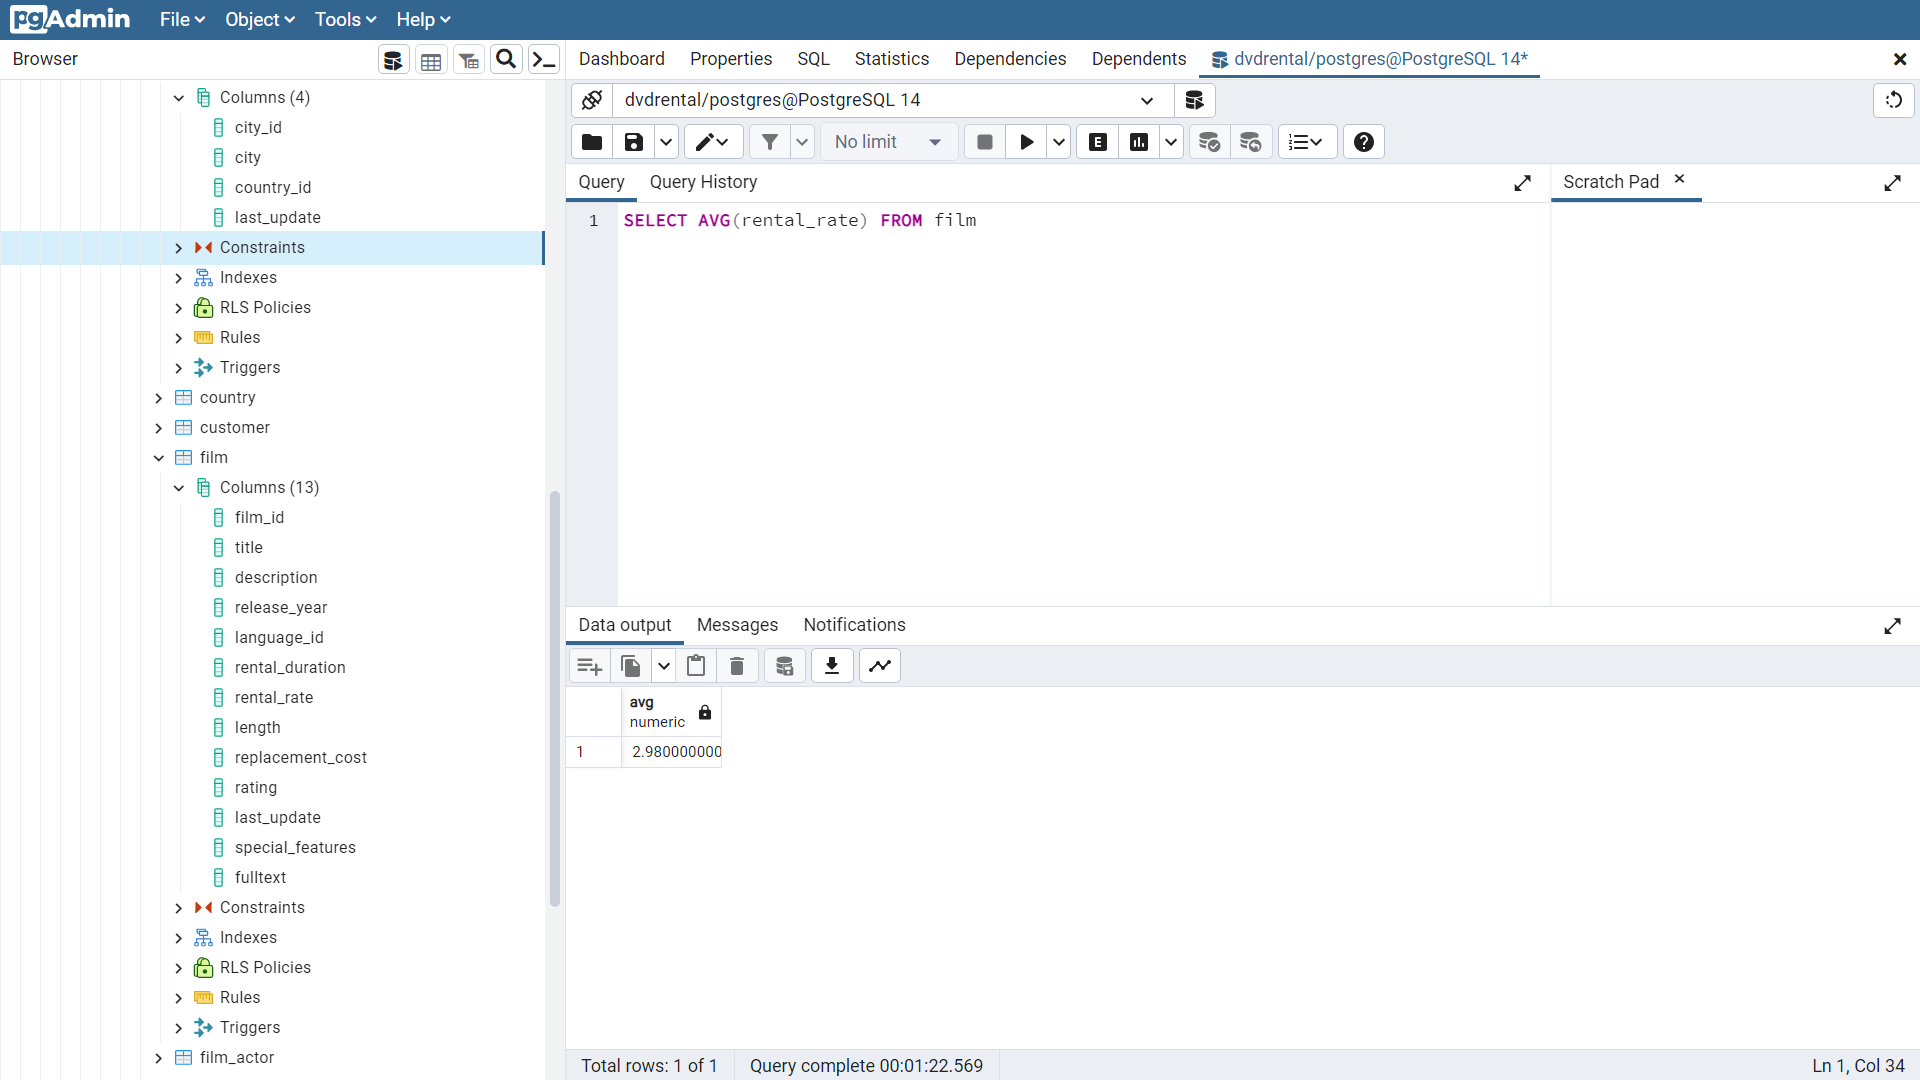 pgAdmin File Object Tools Help
Browser
Dashboard Properties SQL Statistics Dependencies Dependents dvdrental/postgres@PostgreSQL 14*
dvdrental/postgres@PostgreSQL 14
No limit
E
Query Query History
Scratch Pad
1 SELECT AVG(rental_rate) FROM film
Columns (4)
city_id
city
country_id
last_update
Constraints
Indexes
RLS Policies
Rules
Triggers
country
customer
film
Columns (13)
film_id
title
description
release_year
language_id
rental_duration
rental_rate
length
replacement_cost
rating
last_update
special_features
fulltext
Constraints
Indexes
RLS Policies
Rules
Triggers
film_actor
Data output Messages Notifications
avg
numeric
1 2.980000000
Total rows: 1 of 1 Query complete 00:01:22.569 Ln 1, Col 34